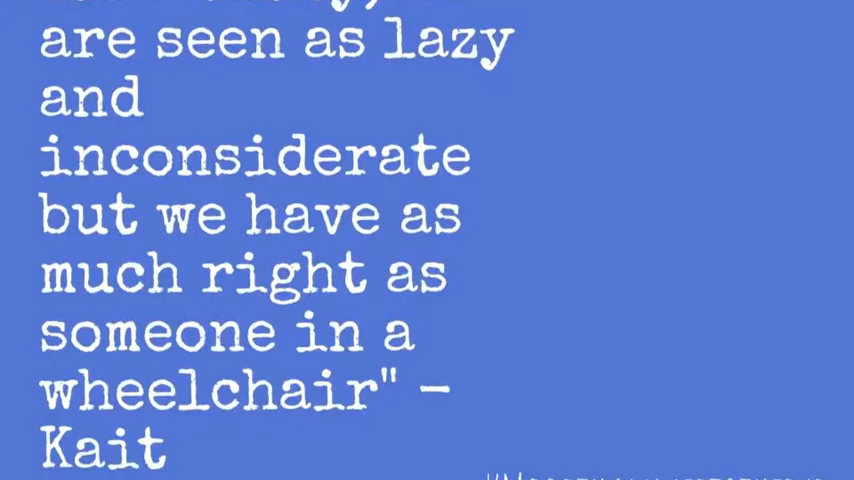 are seen as lazy
and
inconsiderate
but we have as
much right as
someone in a
wheelchair" -
Kait